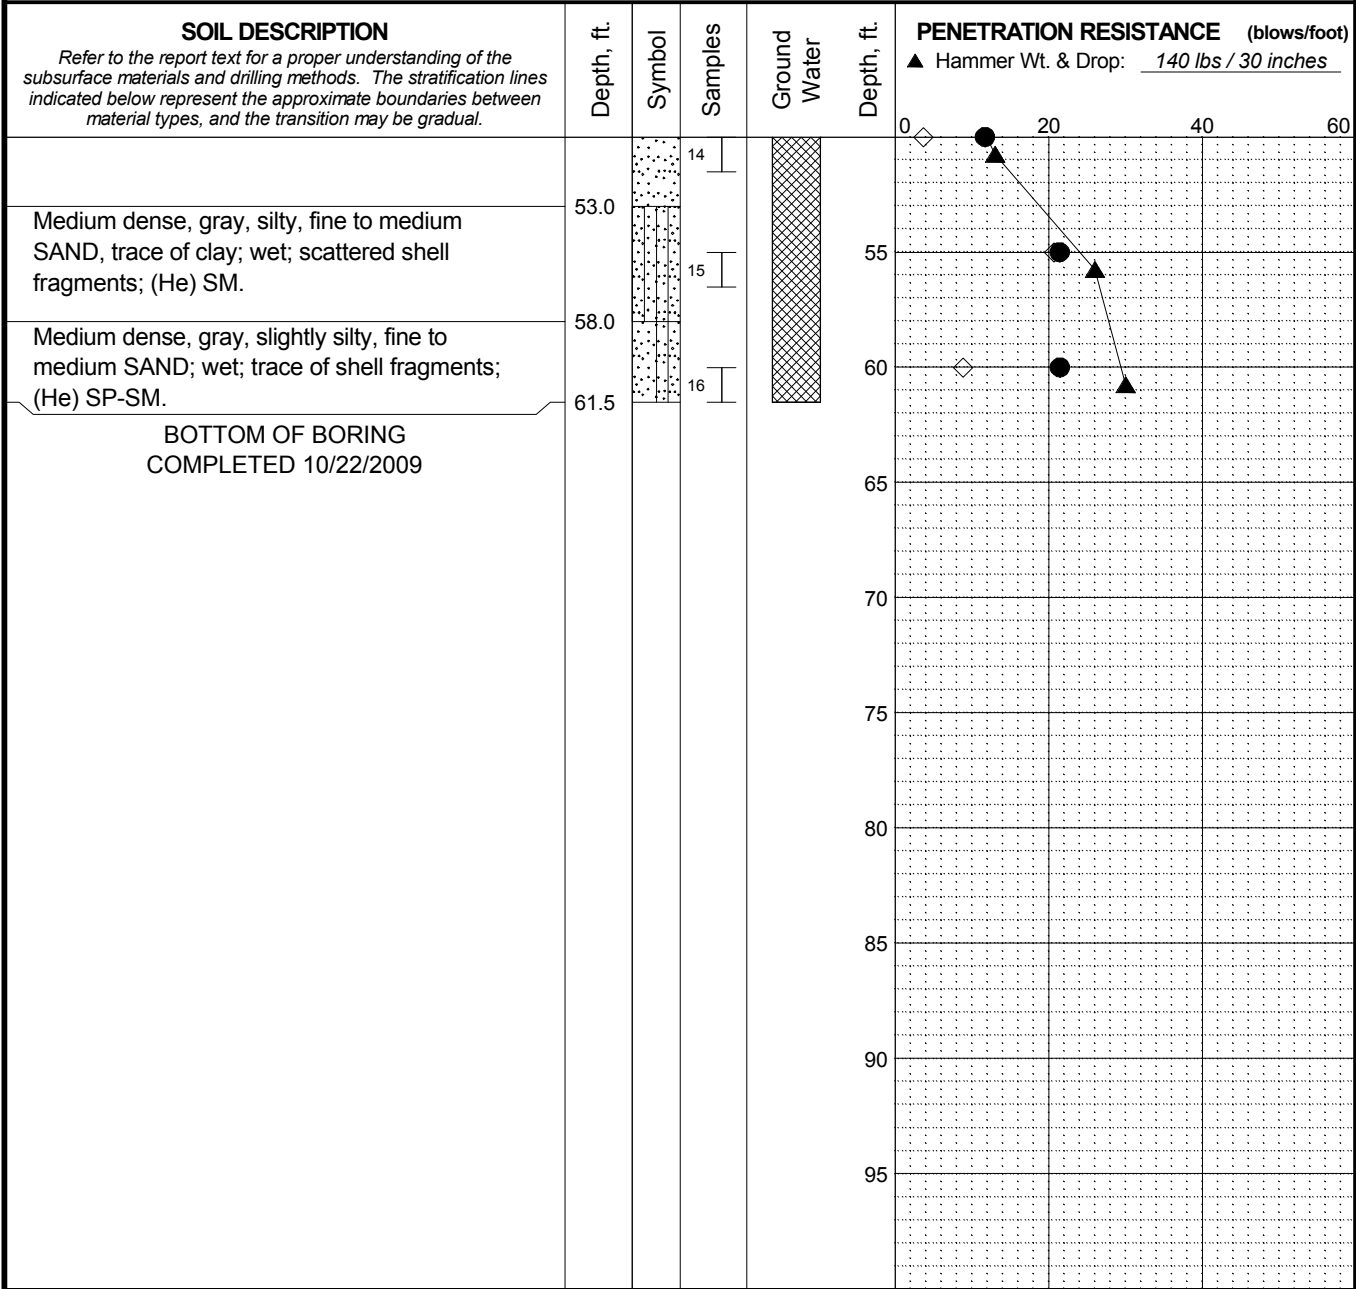 SOIL DESCRIPTION
Refer to the report text for a proper understanding of the
subsurface materials and drilling methods. The stratification lines
indicated below represent the approximate boundaries between
material types, and the transition may be gradual.
Depth, ft.
Symbol
Samples
Ground
Water
Depth, ft.
PENETRATION RESISTANCE (blows/foot)
▲ Hammer Wt. & Drop: 140 lbs / 30 inches
0 20 40 60
14
53.0
Medium dense, gray, silty, fine to medium
SAND, trace of clay; wet; scattered shell
fragments; (He) SM.
15
55
58.0
Medium dense, gray, slightly silty, fine to
medium SAND; wet; trace of shell fragments;
(He) SP-SM.
16
60
61.5
BOTTOM OF BORING
COMPLETED 10/22/2009
65
70
75
80
85
90
95